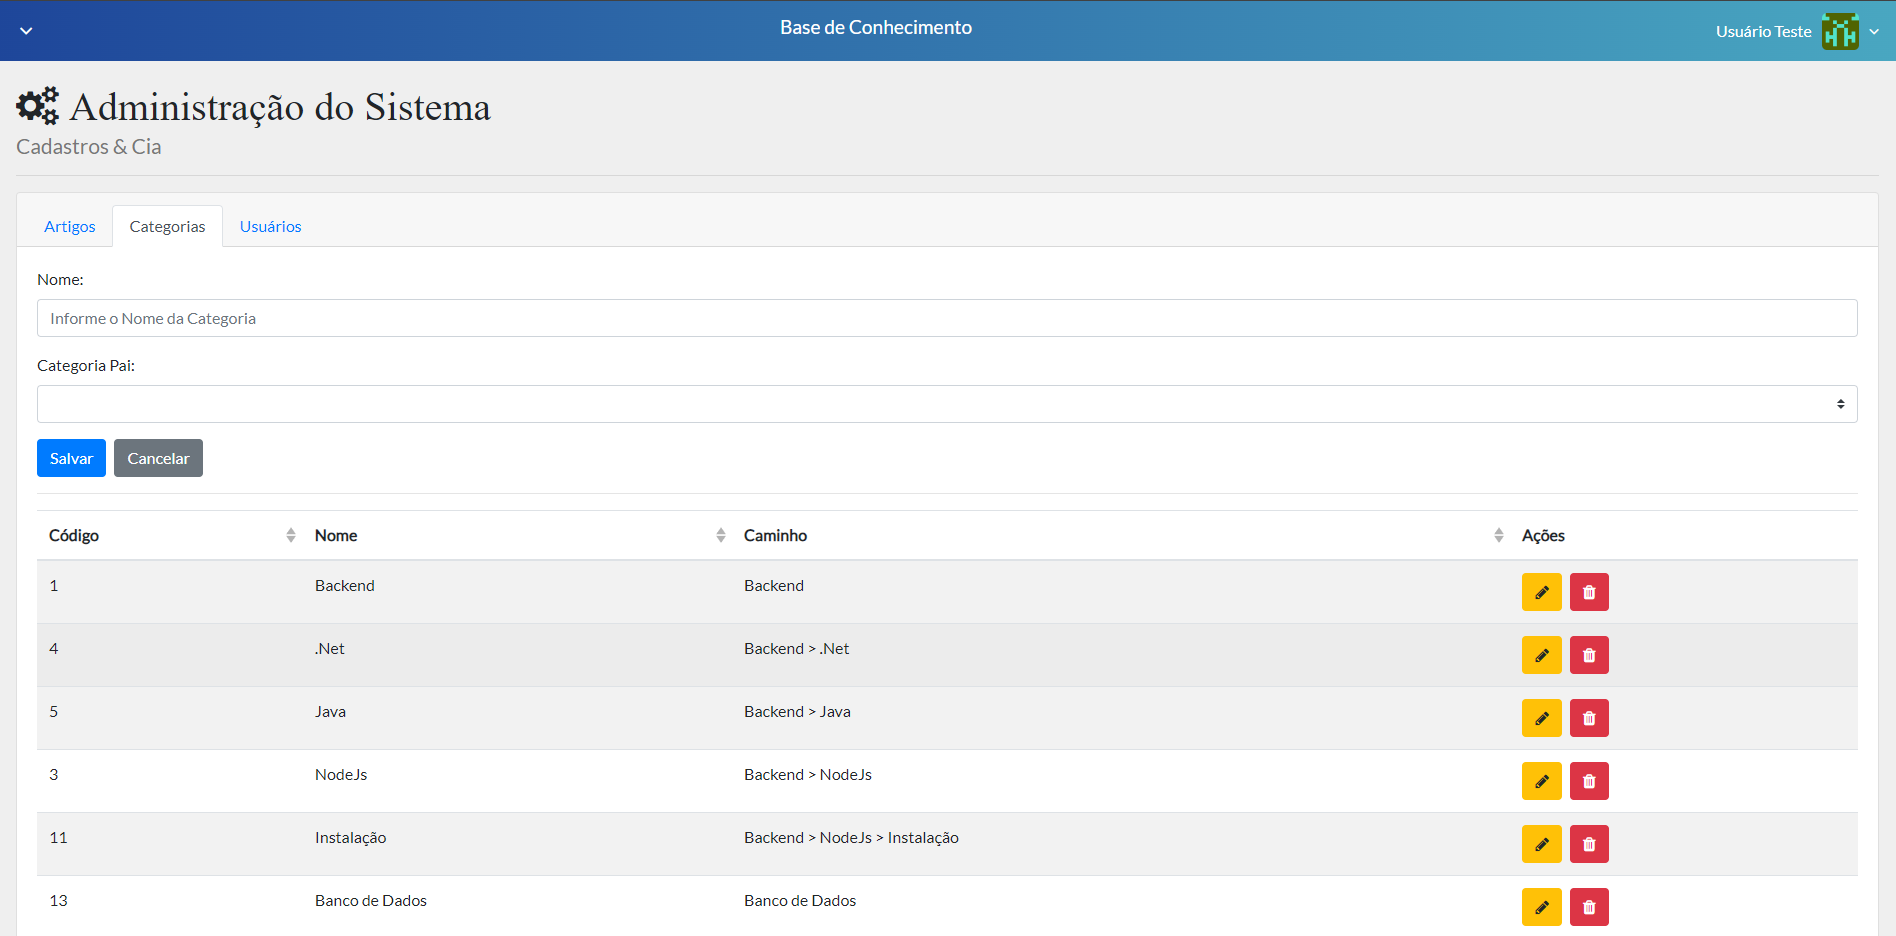 Base de Conhecimento
Usuário Teste
Administração do Sistema
Cadastros & Cia
Artigos Categorias Usuários
Nome:
Informe o Nome da Categoria
Categoria Pai:
Salvar Cancelar
Código Nome Caminho Ações
1 Backend Backend
4 .Net Backend > .Net
5 Java Backend > Java
3 NodeJs Backend > NodeJs
11 Instalação Backend > NodeJs > Instalação
13 Banco de Dados Banco de Dados